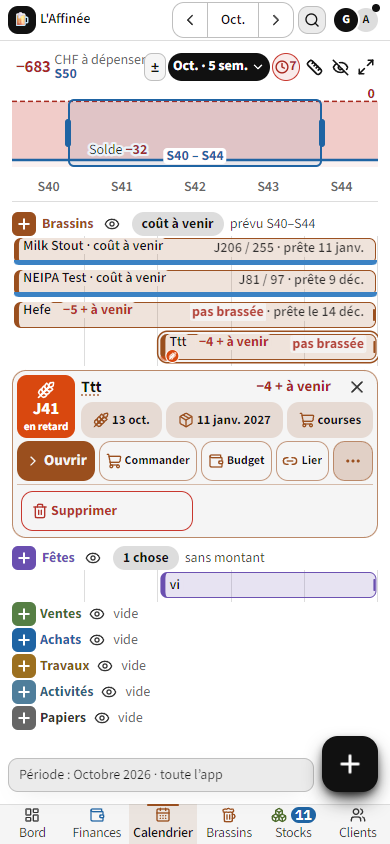 L'Affinée
Oct.
G
A
−683
CHF à dépenser
S50
±
Oct. · 5 sem.
7
0
Solde −32
S40 – S44
S40
S41
S42
S43
S44
Brassins
coût à venir
prévu S40–S44
Milk Stout · coût à venir
J206 / 255 · prête 11 janv.
NEIPA Test · coût à venir
J81 / 97 · prête 9 déc.
Hefe
−5 + à venir
pas brassée · prête le 14 déc.
Ttt
−4 + à venir
pas brassée
J41
en retard
Ttt
−4 + à venir
13 oct.
11 janv. 2027
courses
Ouvrir
Commander
Budget
Lier
···
Supprimer
Fêtes
1 chose
sans montant
vi
Ventes
vide
Achats
vide
Travaux
vide
Activités
vide
Papiers
vide
Période : Octobre 2026 · toute l'app
Bord
Finances
Calendrier
Brassins
Stocks
11
Clients